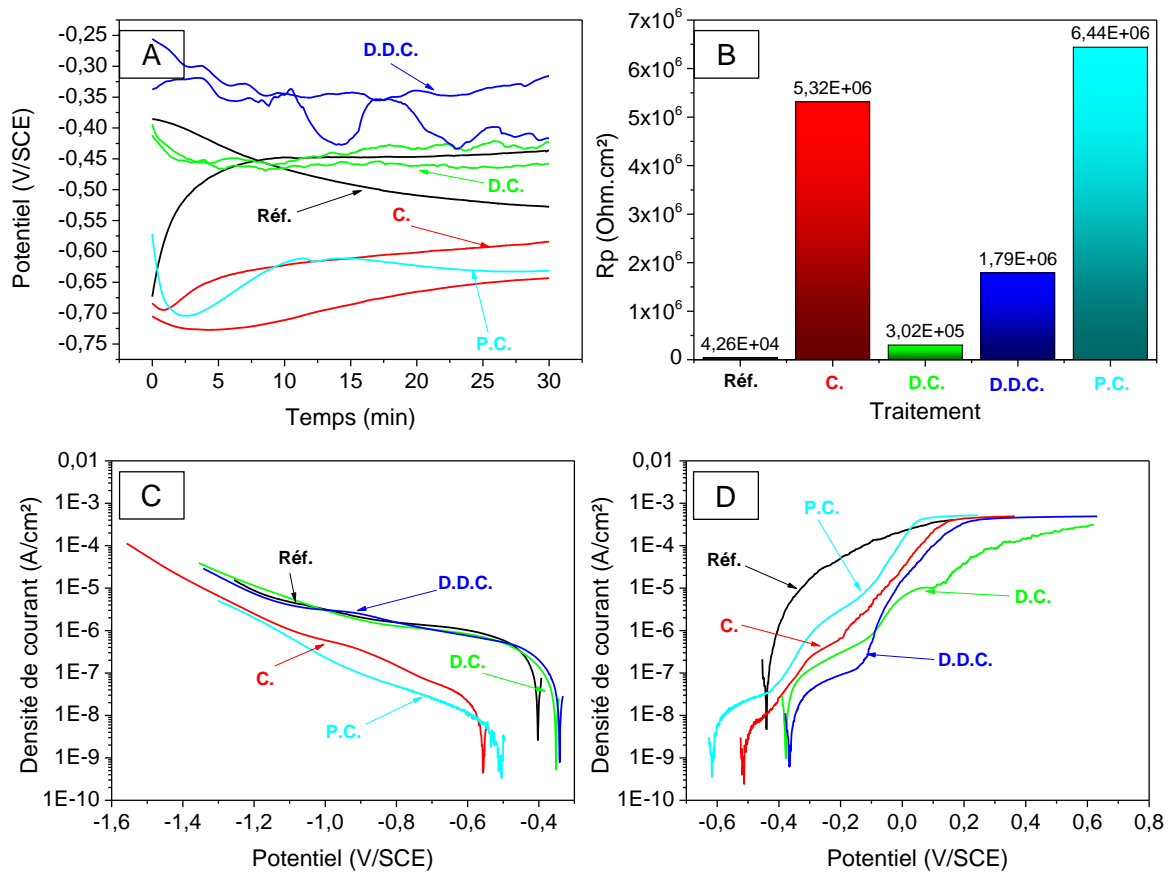 A
Potentiel (V/SCE)
-0,25
-0,30
-0,35
-0,40
-0,45
-0,50
-0,55
-0,60
-0,65
-0,70
-0,75
D.D.C.
D.C.
Réf.
C.
P.C.
0 5 10 15 20 25 30
Temps (min)
B
Rp (Ohm.cm²)
7x10⁶
6x10⁶
5x10⁶
4x10⁶
3x10⁶
2x10⁶
1x10⁶
0
4,26E+04
5,32E+06
3,02E+05
1,79E+06
6,44E+06
Réf. C. D.C. D.D.C. P.C.
Traitement
C
Densité de courant (A/cm²)
0,01
1E-3
1E-4
1E-5
1E-6
1E-7
1E-8
1E-9
1E-10
Réf.
D.D.C.
C.
D.C.
P.C.
-1,6 -1,4 -1,2 -1,0 -0,8 -0,6 -0,4
Potentiel (V/SCE)
D
Densité de courant (A/cm²)
0,01
1E-3
1E-4
1E-5
1E-6
1E-7
1E-8
1E-9
1E-10
P.C.
Réf.
D.C.
C.
D.D.C.
-0,6 -0,4 -0,2 0,0 0,2 0,4 0,6 0,8
Potentiel (V/SCE)